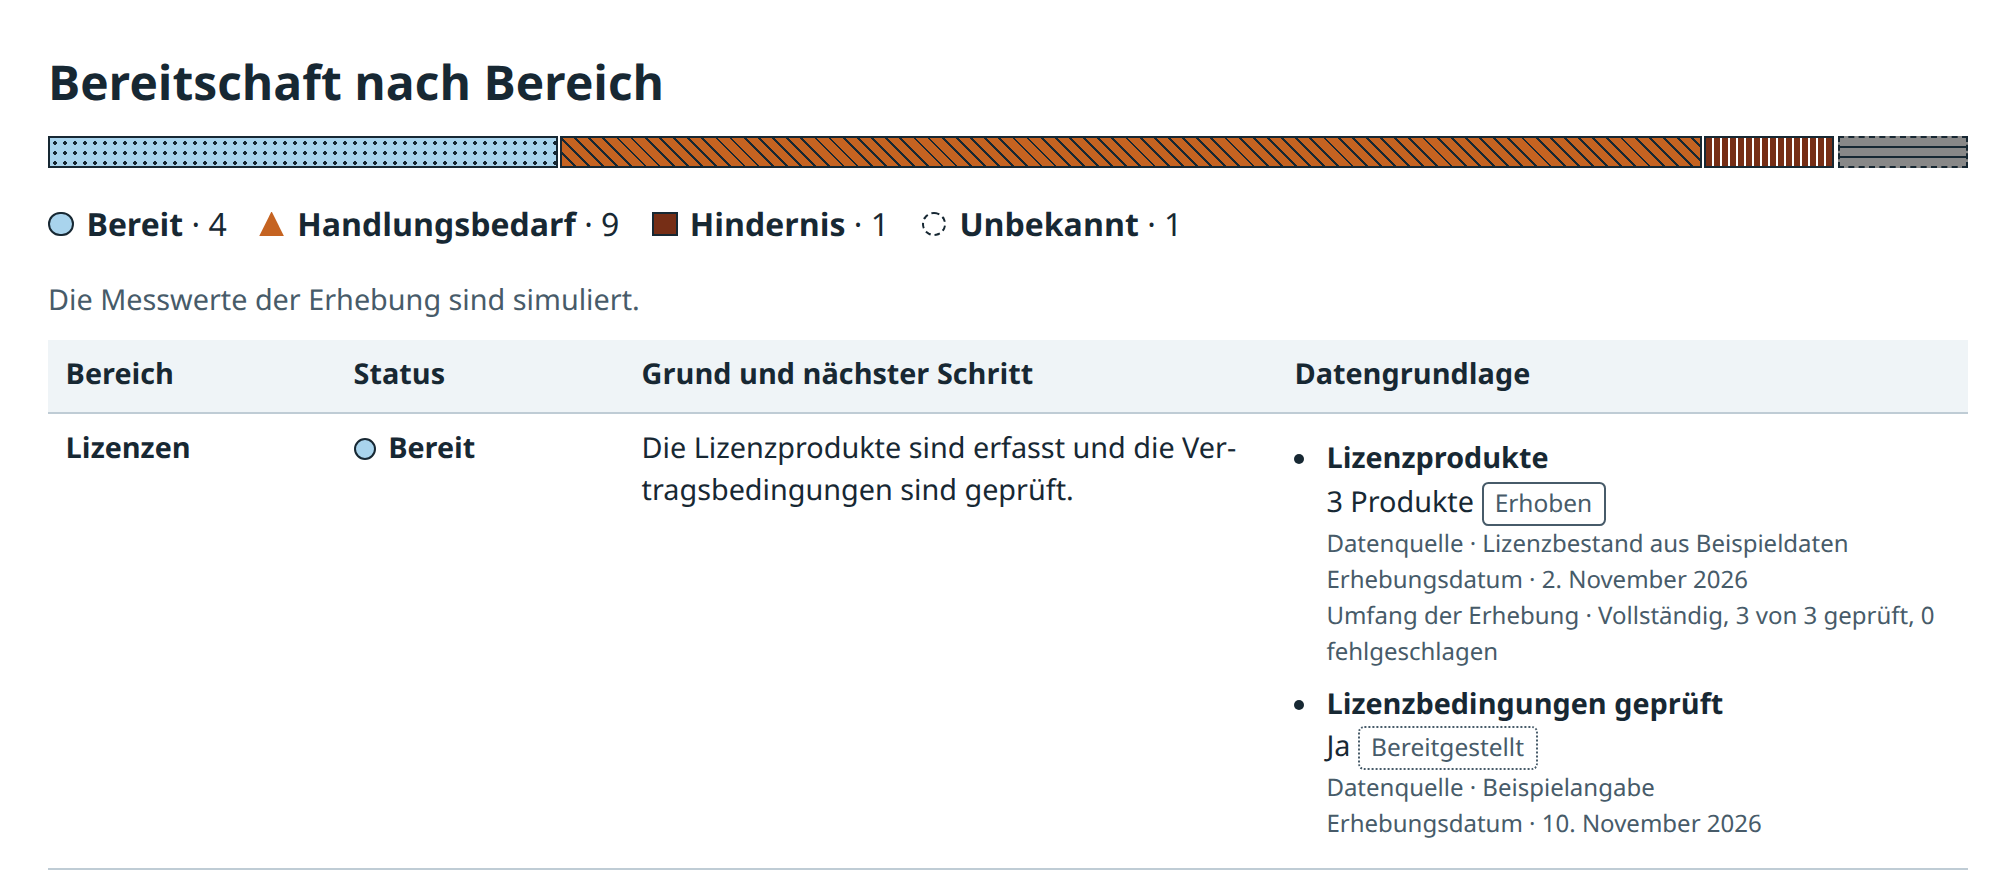 Bereitschaft nach Bereich
Bereit · 4 Handlungsbedarf · 9 Hindernis · 1 Unbekannt · 1
Die Messwerte der Erhebung sind simuliert.
Bereich Status Grund und nächster Schritt Datengrundlage
Lizenzen Bereit Die Lizenzprodukte sind erfasst und die Ver-
tragsbedingungen sind geprüft.
• Lizenzprodukte
3 Produkte Erhoben
Datenquelle · Lizenzbestand aus Beispieldaten
Erhebungsdatum · 2. November 2026
Umfang der Erhebung · Vollständig, 3 von 3 geprüft, 0
fehlgeschlagen
• Lizenzbedingungen geprüft
Ja Bereitgestellt
Datenquelle · Beispielangabe
Erhebungsdatum · 10. November 2026